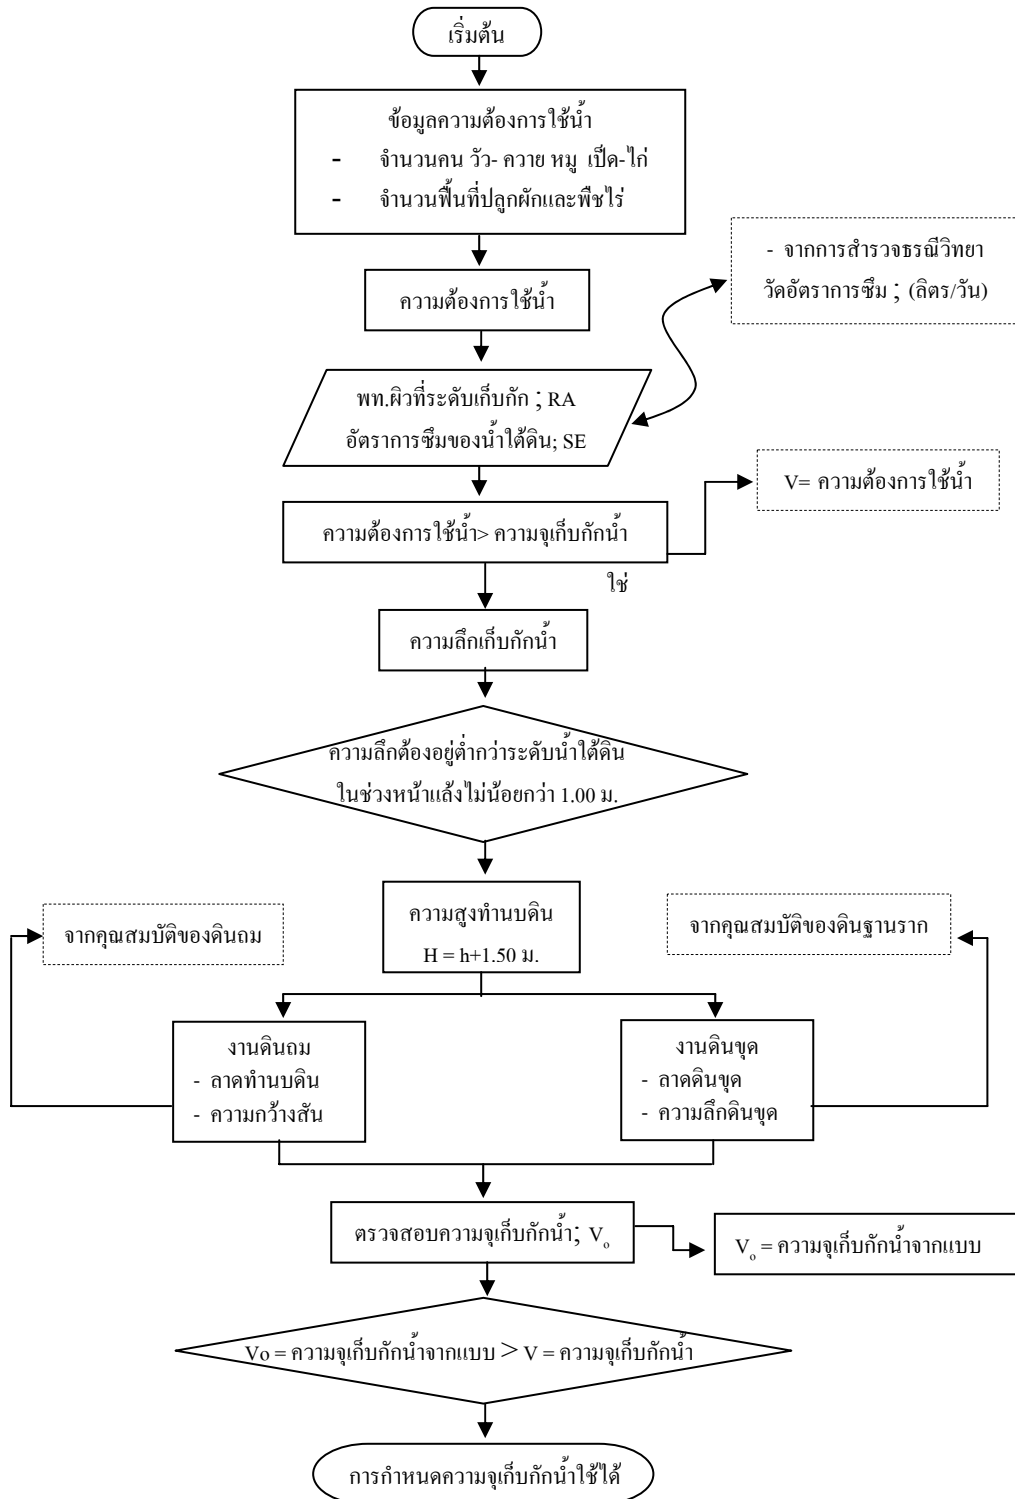 เริ่มต้น
ข้อมูลความต้องการใช้น้ำ
- จำนวนคน วัว- ควาย หมู เป็ด-ไก่
- จำนวนฟื้นที่ปลูกผักและพืชไร่
- จากการสำรวจธรณีวิทยา
วัดอัตราการซึม ; (ลิตร/วัน)
ความต้องการใช้น้ำ
พท.ผิวที่ระดับเก็บกัก ; RA
อัตราการซึมของน้ำใต้ดิน; SE
V= ความต้องการใช้น้ำ
ความต้องการใช้น้ำ> ความจุเก็บกักน้ำ
ใช่
ความลึกเก็บกักน้ำ
ความลึกต้องอยู่ต่ำกว่าระดับน้ำใต้ดิน
ในช่วงหน้าแล้งไม่น้อยกว่า 1.00 ม.
ความสูงทำนบดิน
H = h+1.50 ม.
จากคุณสมบัติของดินถม
จากคุณสมบัติของดินฐานราก
งานดินถม
- ลาดทำนบดิน
- ความกว้างสัน
งานดินขุด
- ลาดดินขุด
- ความลึกดินขุด
ตรวจสอบความจุเก็บกักน้ำ; Vₒ
Vₒ = ความจุเก็บกักน้ำจากแบบ
Vo = ความจุเก็บกักน้ำจากแบบ > V = ความจุเก็บกักน้ำ
การกำหนดความจุเก็บกักน้ำใช้ได้